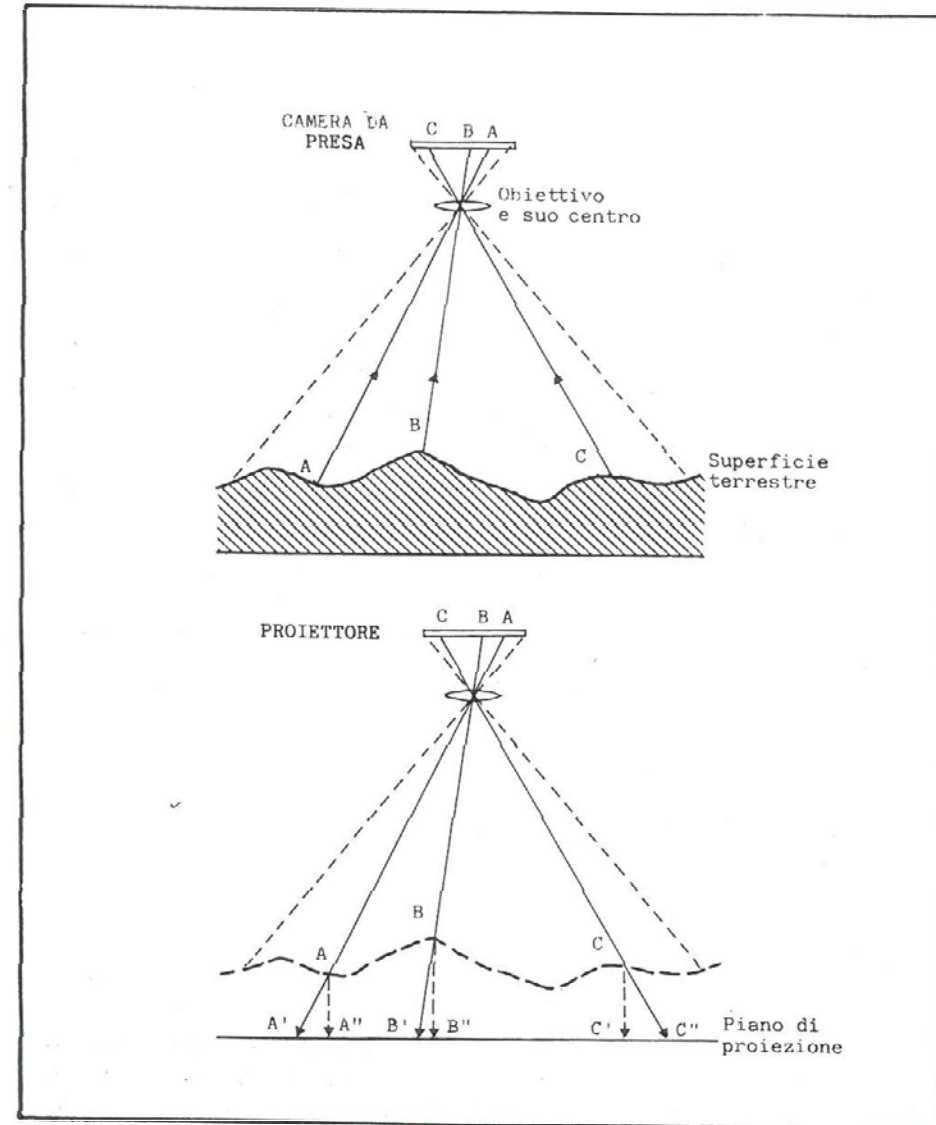 CAMERA DA
PRESA
C B A
Obiettivo
e suo centro
B
A
C
Superficie
terrestre
C B A
PROIETTORE
B
A
C
A' A" B' B" C' C" Piano di
proiezione